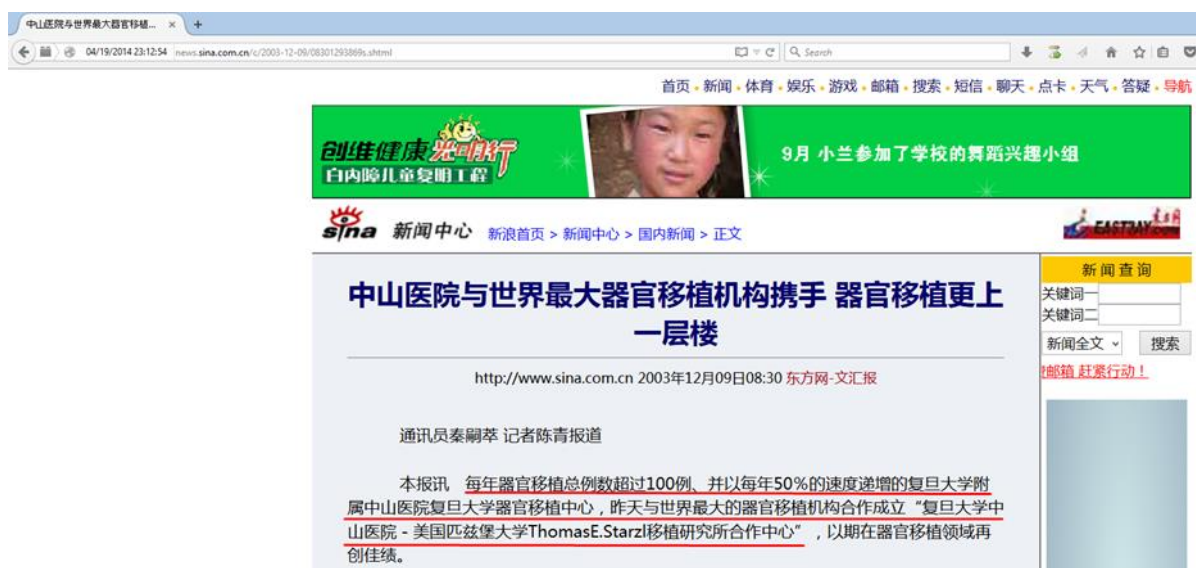 中山医院与世界最大器官移植... × +
04/19/2014 23:12:54 news.sina.com.cn/c/2003-12-09/08301293869s.shtml Search
首页 · 新闻 · 体育 · 娱乐 · 游戏 · 邮箱 · 搜索 · 短信 · 聊天 · 点卡 · 天气 · 答疑 · 导航
创维健康光明行
白内障儿童复明工程
9月 小兰参加了学校的舞蹈兴趣小组
sina 新闻中心 新浪首页 > 新闻中心 > 国内新闻 > 正文
EASTDAY.com
新闻查询
关键词一
关键词二
新闻全文 搜索
邮箱 赶紧行动！
中山医院与世界最大器官移植机构携手 器官移植更上
一层楼
http://www.sina.com.cn 2003年12月09日08:30 东方网-文汇报
通讯员秦嗣萃 记者陈青报道
本报讯 每年器官移植总例数超过100例、并以每年50％的速度递增的复旦大学附
属中山医院复旦大学器官移植中心，昨天与世界最大的器官移植机构合作成立“复旦大学中
山医院－美国匹兹堡大学ThomasE.Starzl移植研究所合作中心”，以期在器官移植领域再
创佳绩。